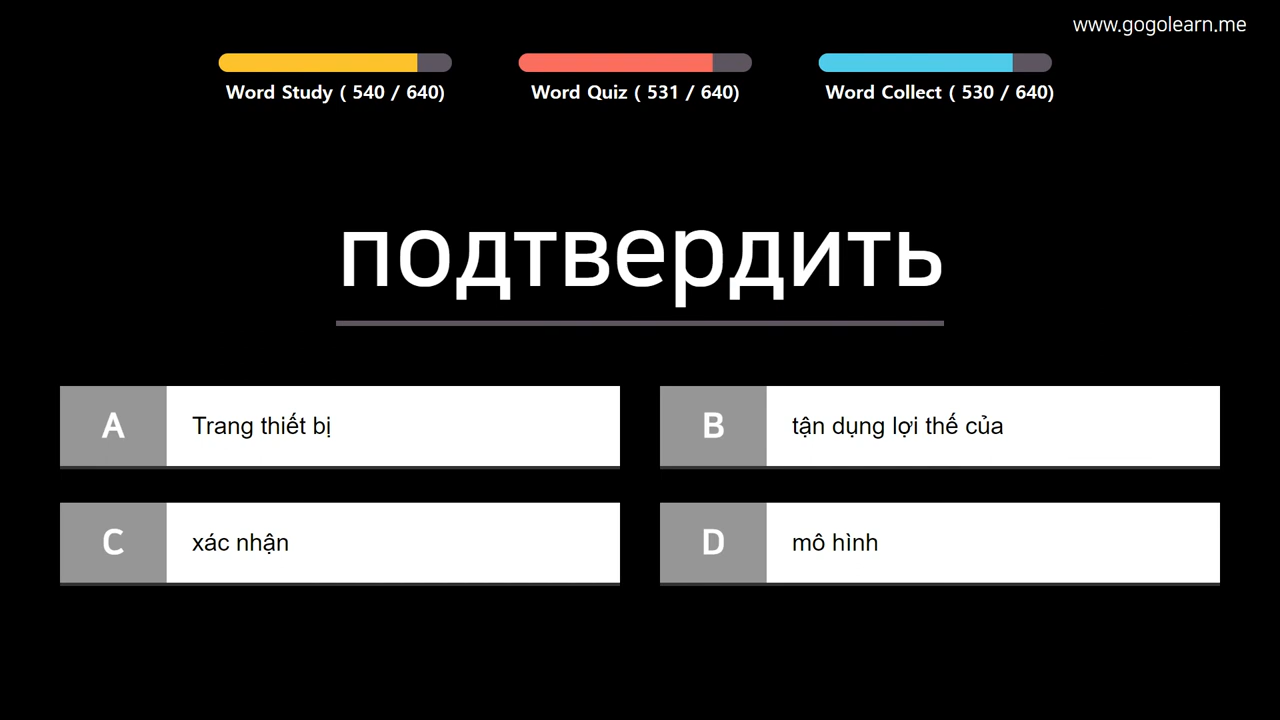 www.gogolearn.me
Word Study ( 540 / 640)
Word Quiz ( 531 / 640)
Word Collect ( 530 / 640)
подтвердить
A
Trang thiết bị
B
tận dụng lợi thế của
C
xác nhận
D
mô hình